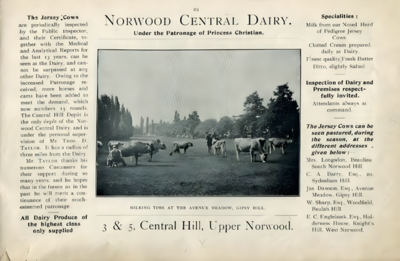 89
NORWOOD CENTRAL DAIRY.
Under the Patronage of Princess Christian.
The Jersey Cows
are periodically inspected
by the Public Inspector,
and their Certificate, to-
gether with the Medical
and Analytical Reports for
the last 13 years, can be
seen at the Dairy, and can-
not be surpassed at any
other Dairy. Owing to the
increased Patronage re-
ceived, more horses and
carts have been added to
meet the demand, which
now numbers 15 rounds.
The Central Hill Depôt is
the only depôt of the Nor-
wood Central Dairy, and is
under the personal super-
vision of Mr. Thos. D.
Taylor. It has a radius of
three miles from the Dairy.
Mr. Taylor thanks his
numerous Customers for
their support during so
many years, and he hopes
that in the future as in the
past he will merit a con-
tinuance of their much-
esteemed patronage.
All Dairy Produce of
the highest class
only supplied
MILKING TIME AT THE AVENUE MEADOW, GIPSY HILL.
3 & 5, Central Hill, Upper Norwood.
Specialities :
Milk from our Noted Herd
of Pedigree Jersey
Cows
Clotted Cream prepared
daily at Dairy.
Finest quality Fresh Butter
Ditto, slightly Salted
Inspection of Dairy and
Premises respect-
fully invited.
Attendants always at
command.
The Jersey Cows can be
seen pastured, during
the season, at the
different addresses
given below :
Mrs. Longsdon, Beaulieu
South Norwood Hill
C. A. Barry, Esq., 
Sydenham Hill
Jas. Dawson, Esq., Avenue
Meadow, Gipsy Hill.
W. Sharp, Esq., Woodfield,
Beulah Hill
E. C. Englehart, Esq., Hol-
derness House, Knight's
Hill, West Norwood.